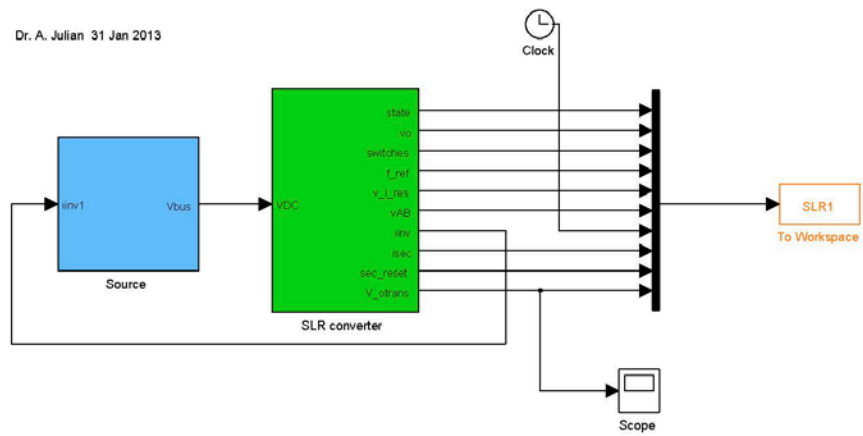 Dr. A. Julian 31 Jan 2013
Clock
state
vo
switches
f_ref
v_i_res
vAB
iinv
isec
sec_reset
V_otrans
VDC
iinv1
Vbus
Source
SLR converter
SLR1
To Workspace
Scope